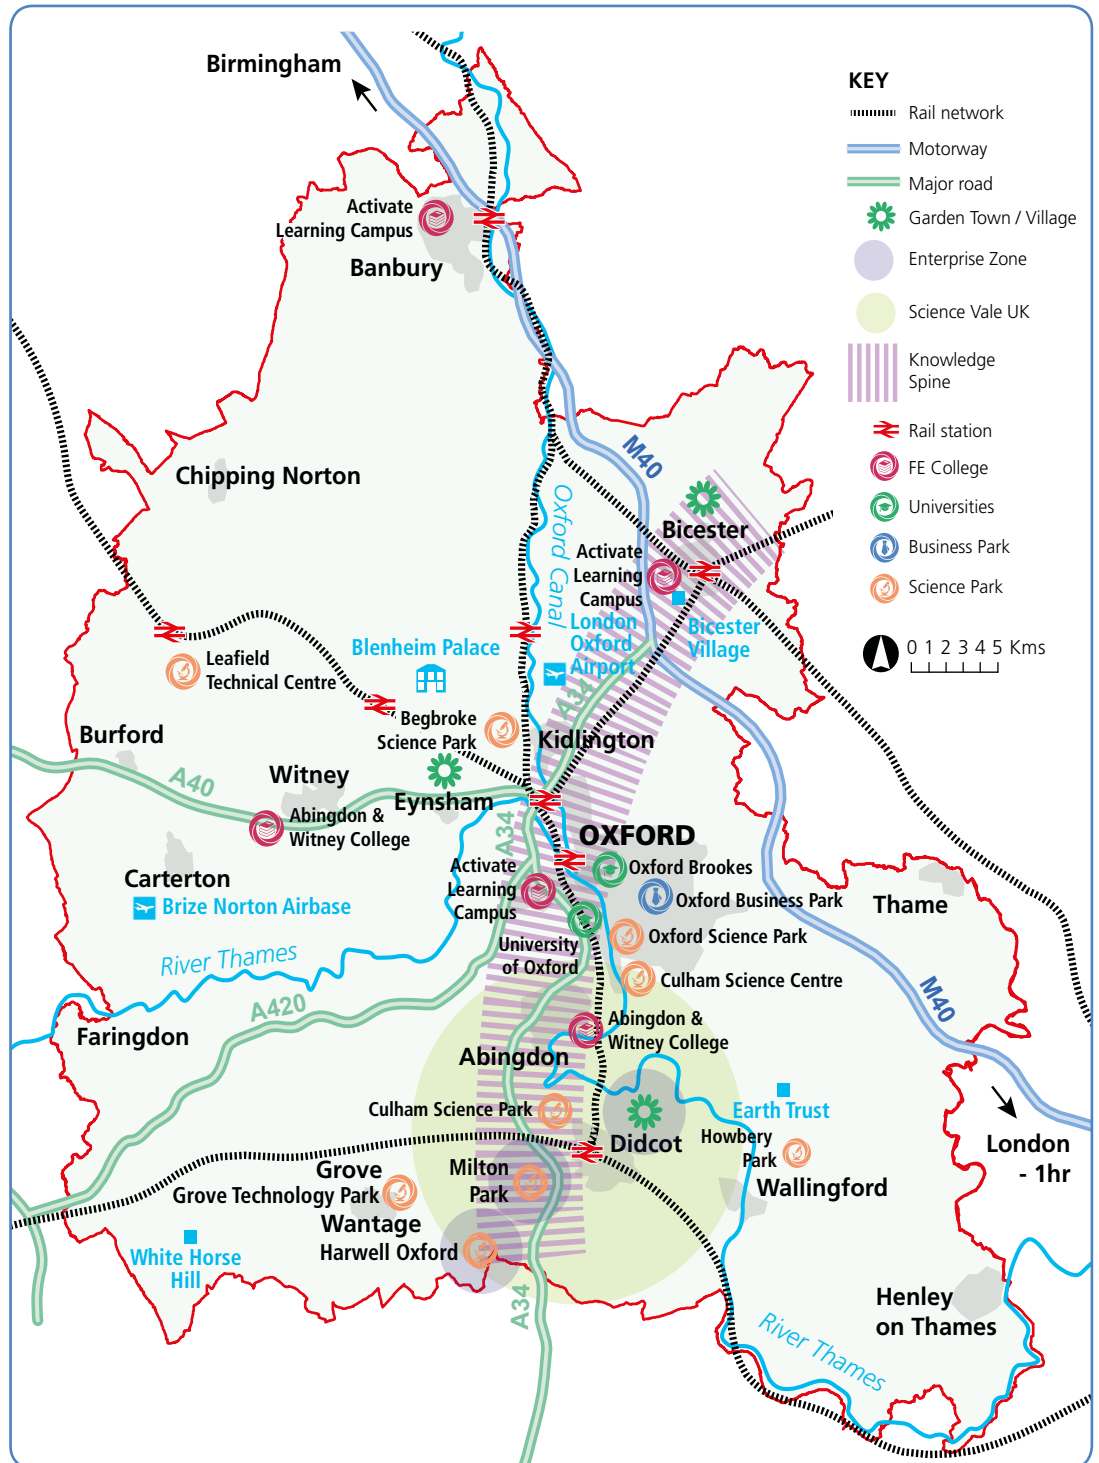 Birmingham
KEY
Rail network
Motorway
Major road
Garden Town / Village
Enterprise Zone
Science Vale UK
Knowledge
Spine
Rail station
FE College
Universities
Business Park
Science Park
0 1 2 3 4 5 Kms
Activate
Learning Campus
Banbury
Chipping Norton
M40
Oxford Canal
Bicester
Activate
Learning
Campus
Bicester
Village
London
Oxford
Airport
A34
Blenheim Palace
Leafield
Technical Centre
Begbroke
Science Park
Kidlington
Burford
A40
Witney
Eynsham
Abingdon &
Witney College
A34
OXFORD
Oxford Brookes
Activate
Learning
Campus
Oxford Business Park
Carterton
Brize Norton Airbase
Thame
University
of Oxford
Oxford Science Park
River Thames
Culham Science Centre
A420
M40
Faringdon
Abingdon &
Witney College
Abingdon
Culham Science Park
Earth Trust
Didcot
Howbery
Park
London
- 1hr
Grove
Milton
Park
Grove Technology Park
Wallingford
Wantage
Harwell Oxford
White Horse
Hill
A34
Henley
on Thames
River Thames